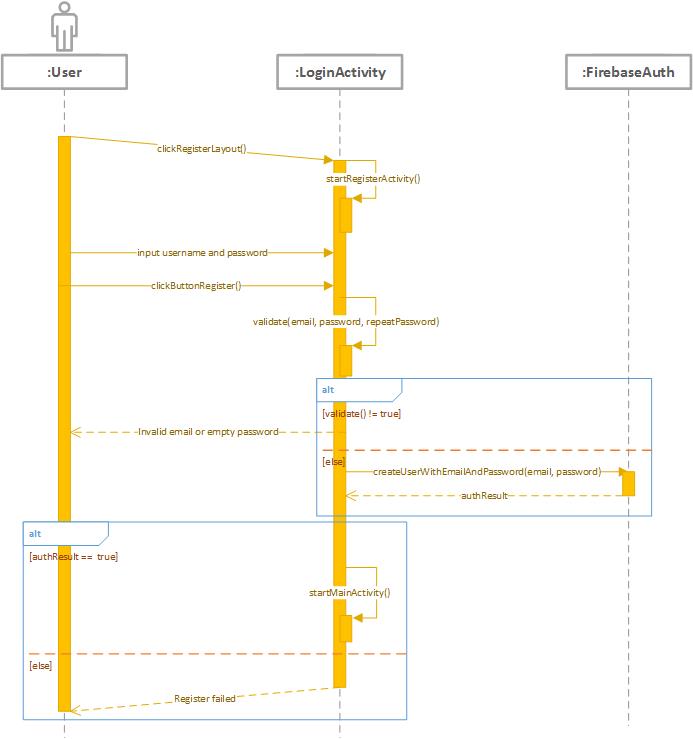 :User
:LoginActivity
:FirebaseAuth
clickRegisterLayout()
startRegisterActivity()
input username and password
clickButtonRegister()
validate(email, password, repeatPassword)
alt
[validate() != true]
Invalid email or empty password
[else]
createUserWithEmailAndPassword(email, password)
authResult
alt
[authResult == true]
startMainActivity()
[else]
Register failed